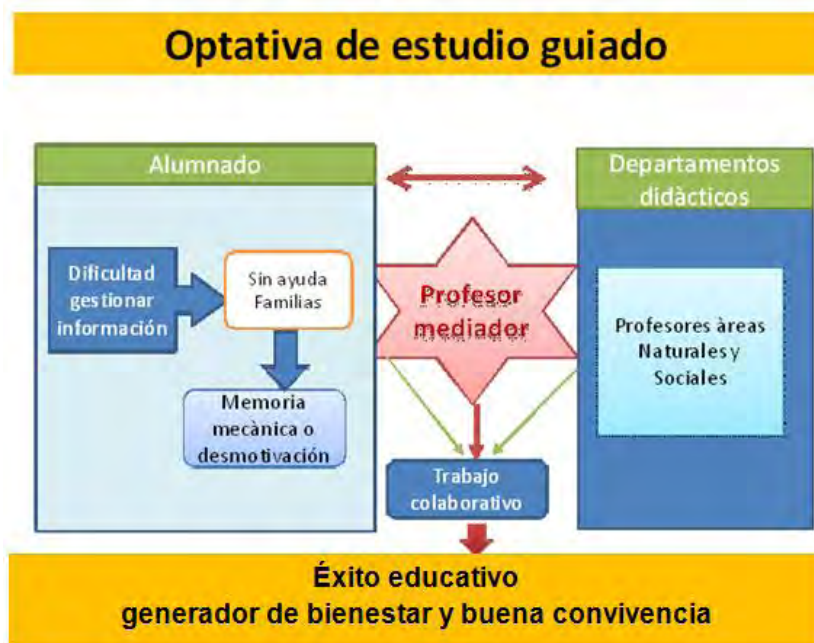 Optativa de estudio guiado
Alumnado
Departamentos
didàcticos
Dificultad
gestionar
información
Sin ayuda
Familias
Memoria
mecànica o
desmotivación
Profesor
mediador
Profesores àreas
Naturales y
Sociales
Trabajo
colaborativo
Éxito educativo
generador de bienestar y buena convivencia